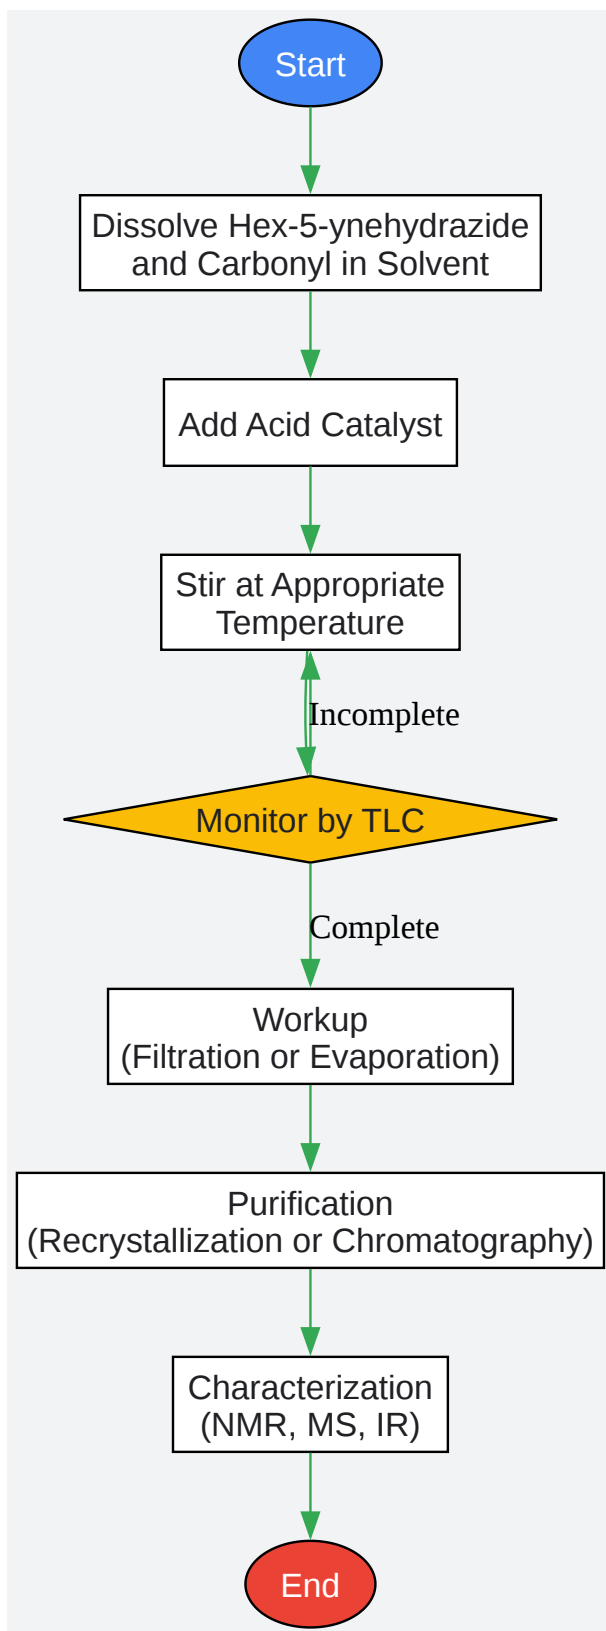 Start
Dissolve Hex-5-ynehydrazide
and Carbonyl in Solvent
Add Acid Catalyst
Stir at Appropriate
Temperature
Incomplete
Monitor by TLC
Complete
Workup
(Filtration or Evaporation)
Purification
(Recrystallization or Chromatography)
Characterization
(NMR, MS, IR)
End